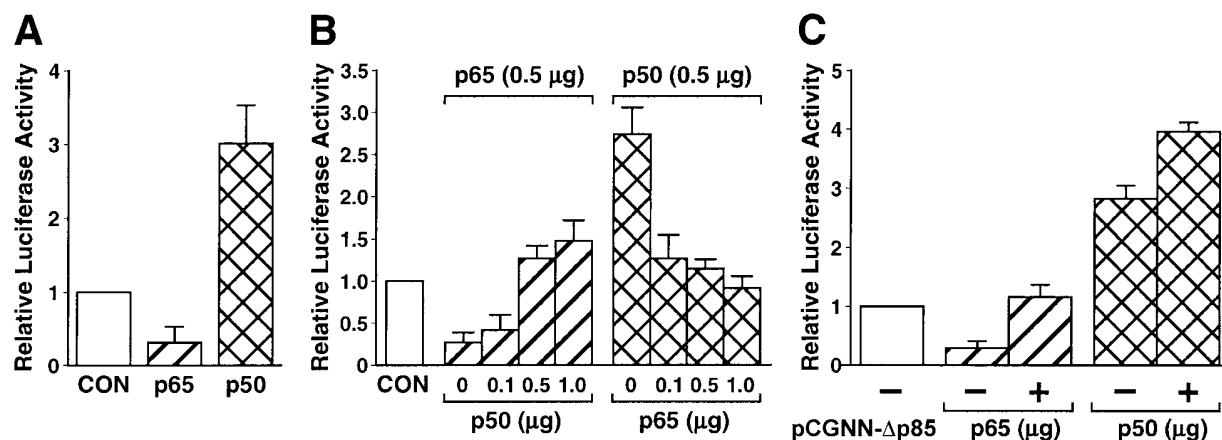 A
Relative Luciferase Activity
4
3
2
1
0
CON p65 p50
B
Relative Luciferase Activity
3.5
3.0
2.5
2.0
1.5
1.0
0.5
0
p65 (0.5 µg) p50 (0.5 µg)
CON
0 0.1 0.5 1.0 0 0.1 0.5 1.0
p50 (µg) p65 (µg)
C
Relative Luciferase Activity
5
4
3
2
1
0
− − + − +
pCGNN-Δp85 p65 (µg) p50 (µg)